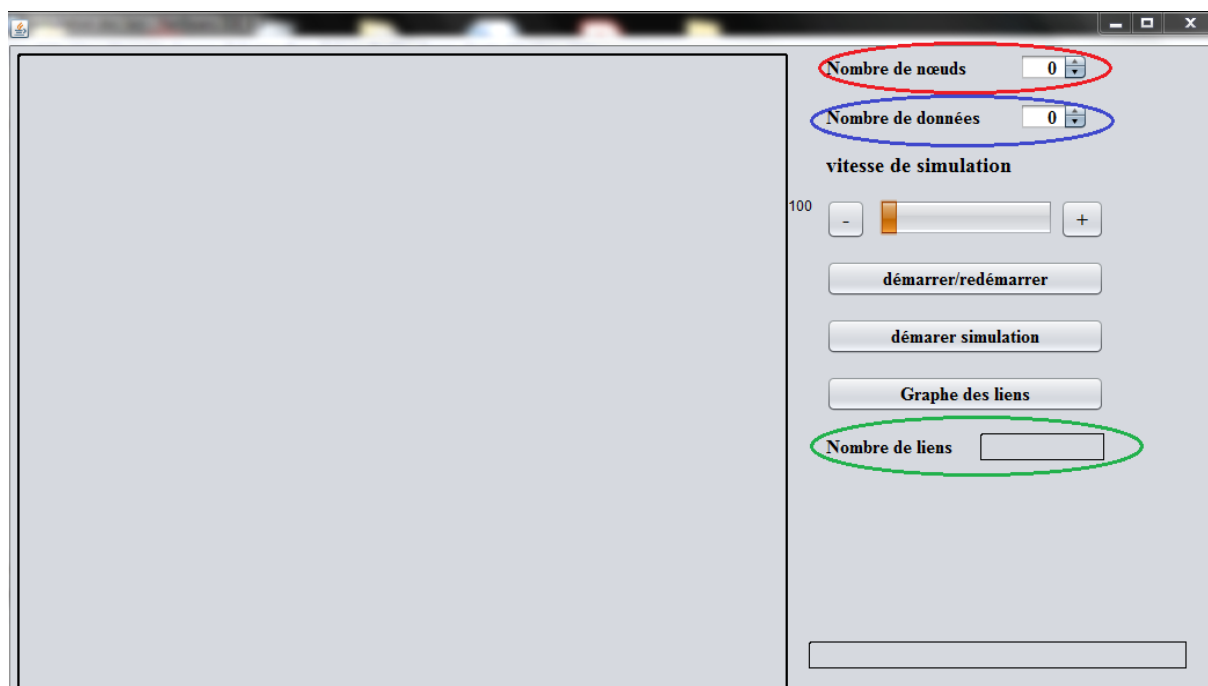 Nombre de nœuds 0
Nombre de données 0
vitesse de simulation
100 - +
démarrer/redémarrer
démarer simulation
Graphe des liens
Nombre de liens